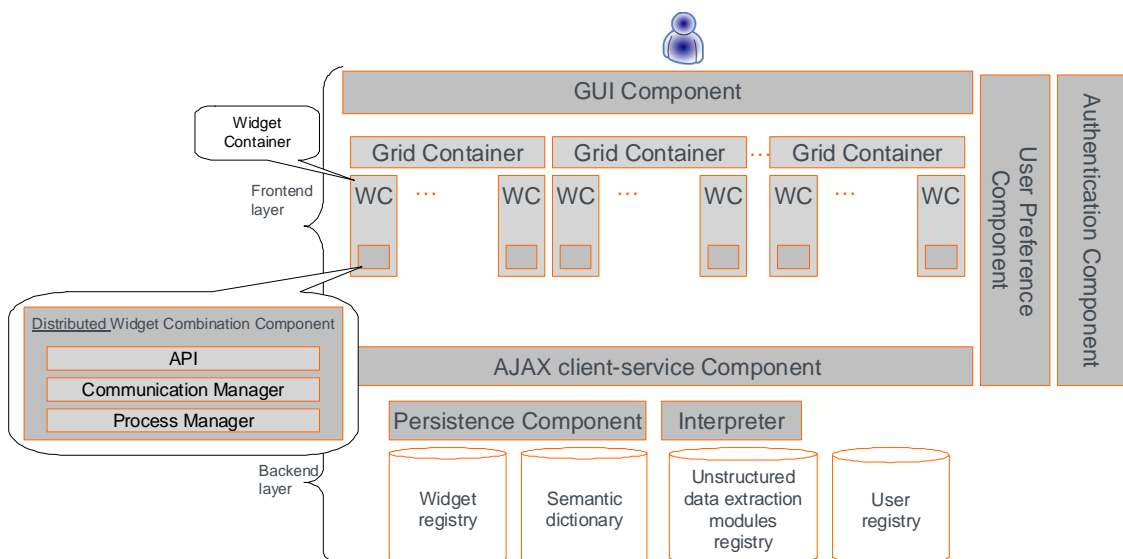 GUI Component
Widget
Container
Grid Container
Grid Container
...
Grid Container
User Preference
Component
Authentication Component
Frontend
layer
WC
...
WC
WC
...
WC
WC
...
WC
Distributed Widget Combination Component
API
Communication Manager
Process Manager
AJAX client-service Component
Persistence Component
Interpreter
Backend
layer
Widget
registry
Semantic
dictionary
Unstructured
data extraction
modules
registry
User
registry